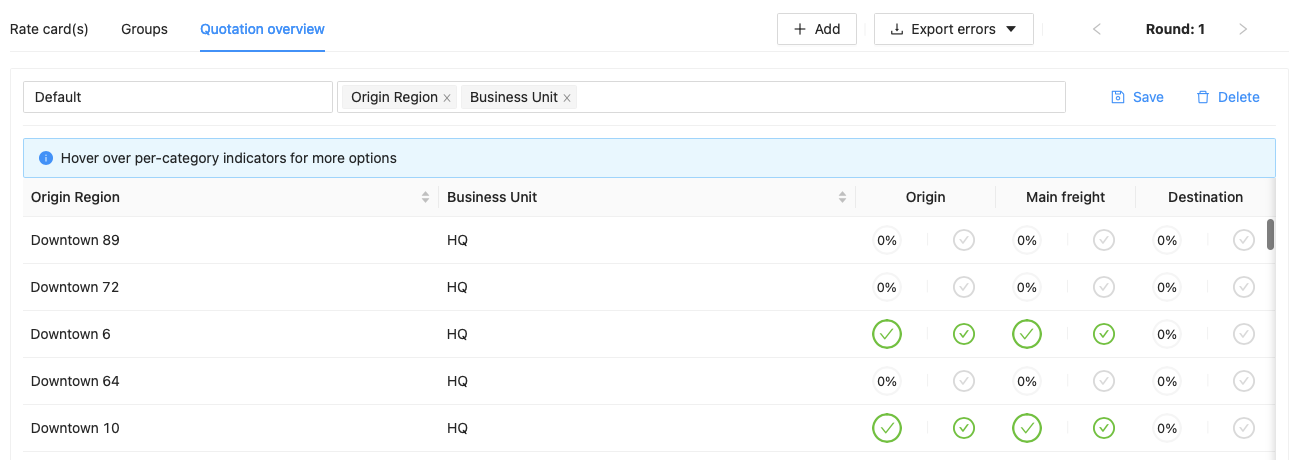 Rate card(s) Groups Quotation overview Add Export errors Round: 1
Default Origin Region Business Unit Save Delete
Hover over per-category indicators for more options
Origin Region Business Unit Origin Main freight Destination
Downtown 89 HQ 0% 0% 0%
Downtown 72 HQ 0% 0% 0%
Downtown 6 HQ 0%
Downtown 64 HQ 0% 0% 0%
Downtown 10 HQ 0%